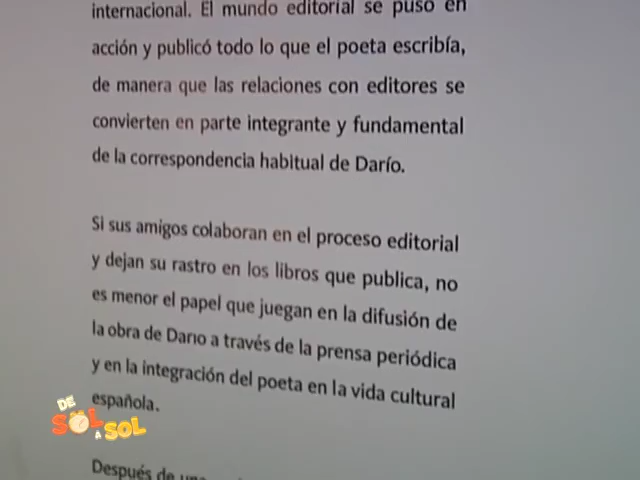 internacional. El mundo editorial se puso en
acción y publicó todo lo que el poeta escribía,
de manera que las relaciones con editores se
convierten en parte integrante y fundamental
de la correspondencia habitual de Darío.
Si sus amigos colaboran en el proceso editorial
y dejan su rastro en los libros que publica, no
es menor el papel que juegan en la difusión de
la obra de Darío a través de la prensa periódica
y en la integración del poeta en la vida cultural
española.
DE
SOL
A SOL
Después de